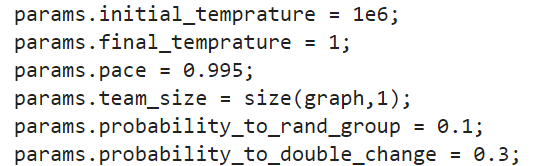 params.initial_temprature = 1e6;
params.final_temprature = 1;
params.pace = 0.995;
params.team_size = size(graph,1);
params.probability_to_rand_group = 0.1;
params.probability_to_double_change = 0.3;